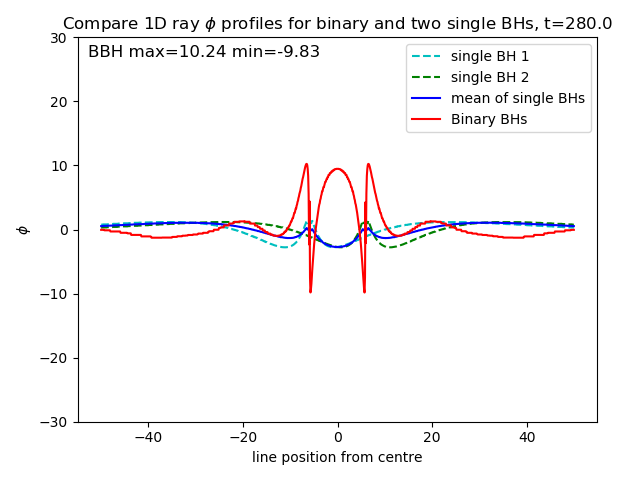 Compare 1D ray ϕ profiles for binary and two single BHs, t=280.0
BBH max=10.24 min=-9.83
single BH 1
single BH 2
mean of single BHs
Binary BHs
30
20
10
0
−10
−20
−30
ϕ
−40
−20
0
20
40
line position from centre